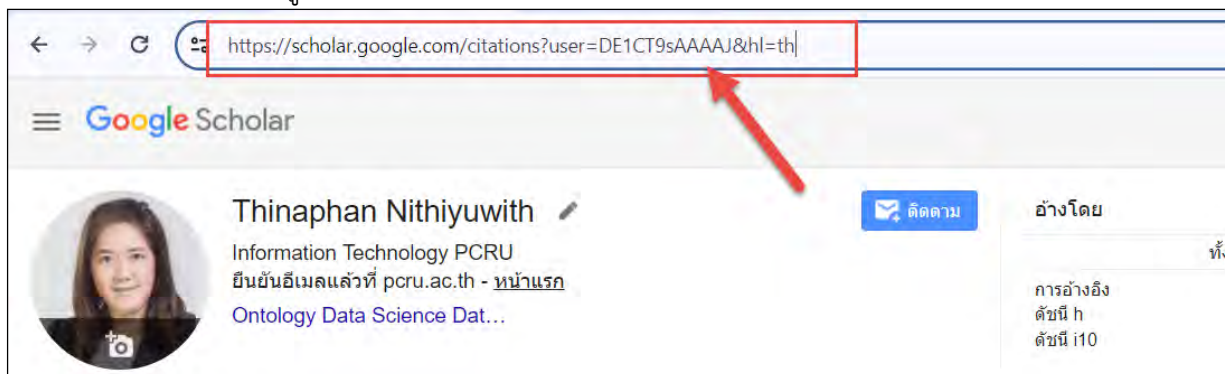 https://scholar.google.com/citations?user=DE1CT9sAAAAJ&hl=th
Google Scholar
Thinaphan Nithiyuwith
ติดตาม
อ้างโดย
Information Technology PCRU
ยืนยันอีเมลแล้วที่ pcru.ac.th - หน้าแรก
Ontology Data Science Dat...
การอ้างอิง
ดัชนี h
ดัชนี i10